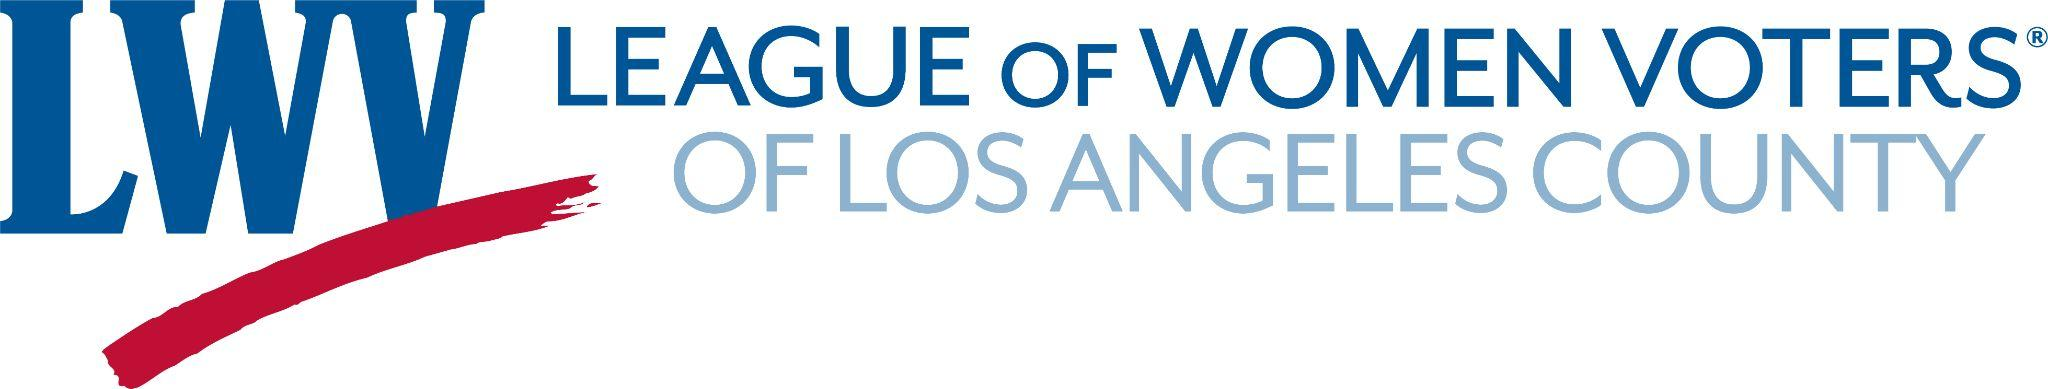 LWV
LEAGUE OF WOMEN VOTERS®
OF LOS ANGELES COUNTY